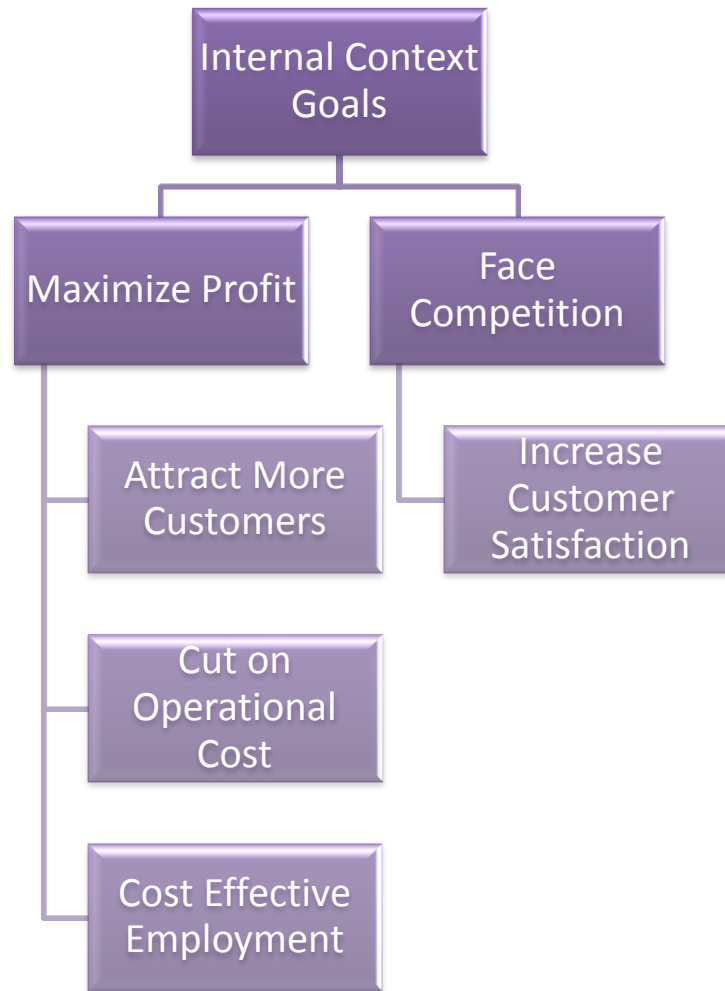 Internal Context
Goals
Maximize Profit
Face
Competition
Attract More
Customers
Increase
Customer
Satisfaction
Cut on
Operational
Cost
Cost Effective
Employment